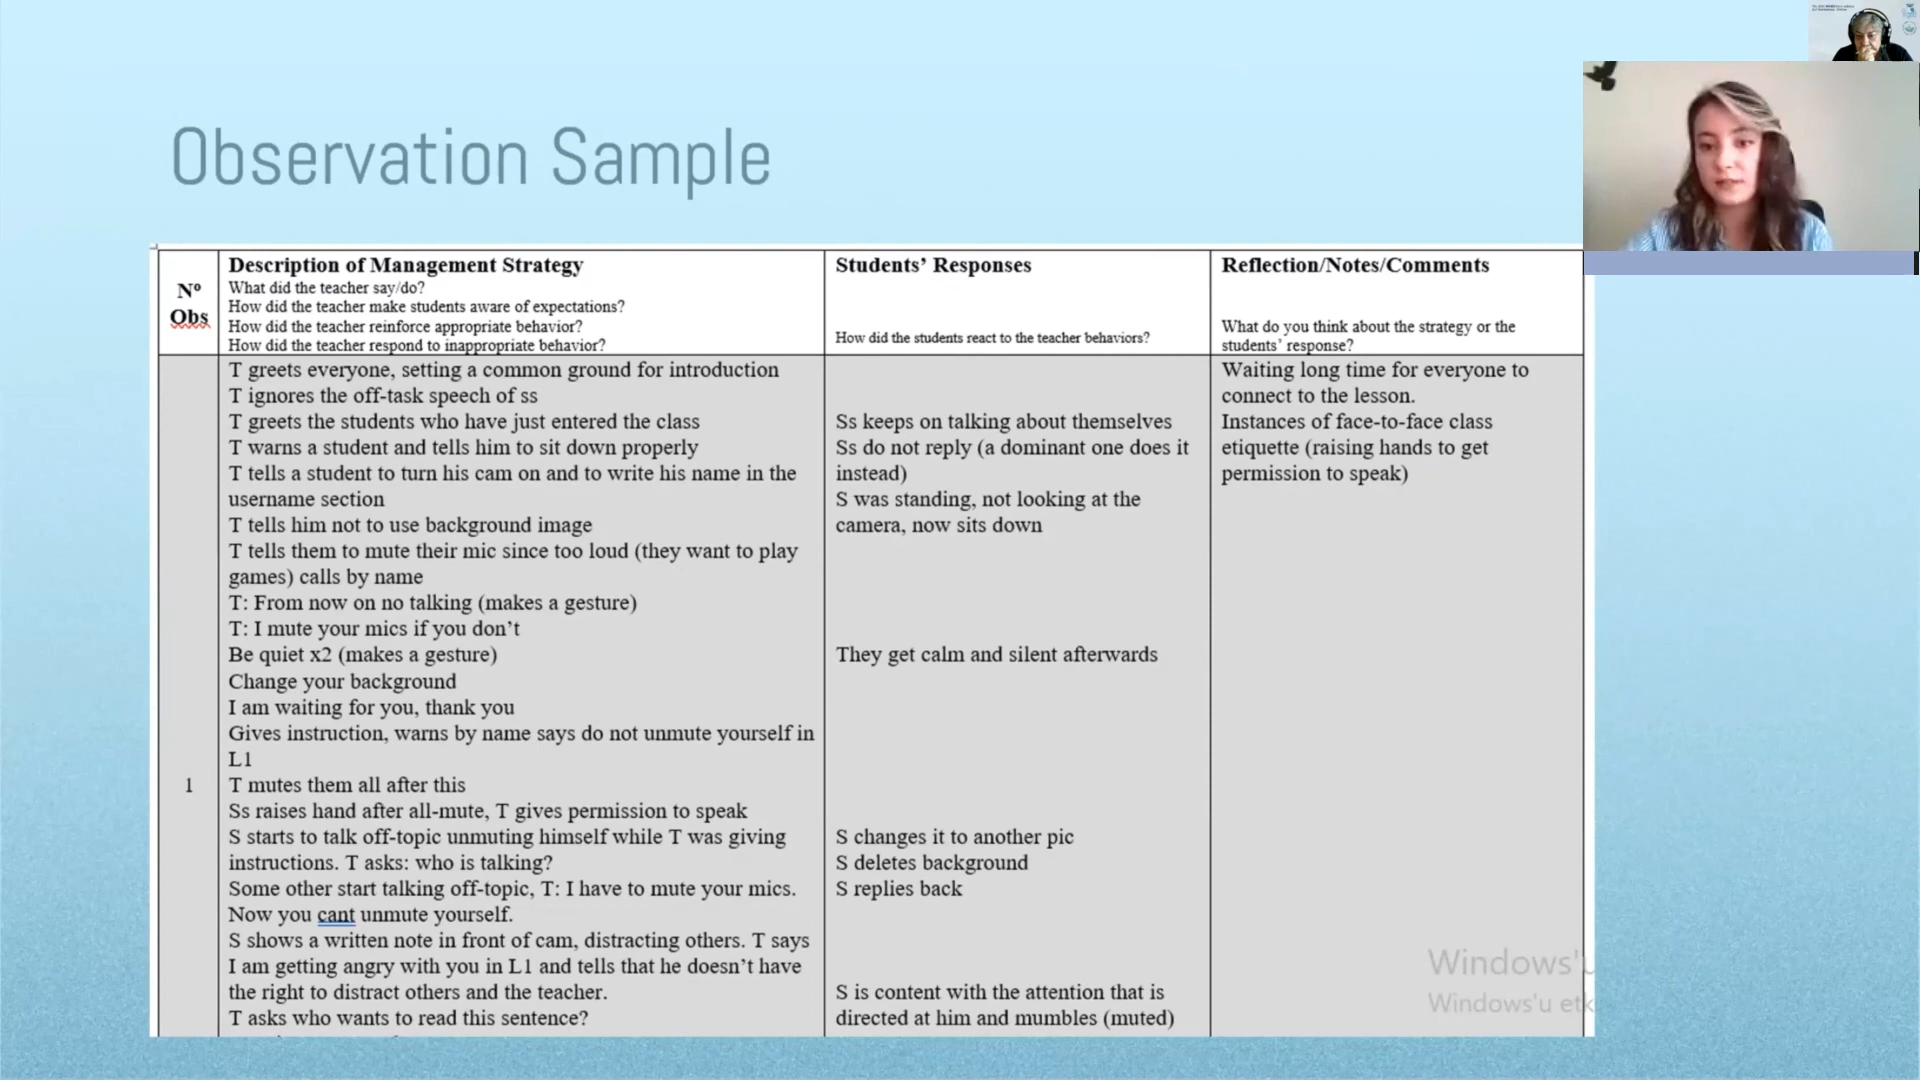 Observation Sample
Nº
Obs
Description of Management Strategy
What did the teacher say/do?
How did the teacher make students aware of expectations?
How did the teacher reinforce appropriate behavior?
How did the teacher respond to inappropriate behavior?
Students’ Responses
How did the students react to the teacher behaviors?
Reflection/Notes/Comments
What do you think about the strategy or the
students’ response?
1
T greets everyone, setting a common ground for introduction
T ignores the off-task speech of ss
T greets the students who have just entered the class
T warns a student and tells him to sit down properly
T tells a student to turn his cam on and to write his name in the
username section
T tells him not to use background image
T tells them to mute their mic since too loud (they want to play
games) calls by name
T: From now on no talking (makes a gesture)
T: I mute your mics if you don’t
Be quiet x2 (makes a gesture)
Change your background
I am waiting for you, thank you
Gives instruction, warns by name says do not unmute yourself in
L1
T mutes them all after this
Ss raises hand after all-mute, T gives permission to speak
S starts to talk off-topic unmuting himself while T was giving
instructions. T asks: who is talking?
Some other start talking off-topic, T: I have to mute your mics.
Now you cant unmute yourself.
S shows a written note in front of cam, distracting others. T says
I am getting angry with you in L1 and tells that he doesn’t have
the right to distract others and the teacher.
T asks who wants to read this sentence?
Ss keeps on talking about themselves
Ss do not reply (a dominant one does it
instead)
S was standing, not looking at the
camera, now sits down
They get calm and silent afterwards
S changes it to another pic
S deletes background
S replies back
S is content with the attention that is
directed at him and mumbles (muted)
Waiting long time for everyone to
connect to the lesson.
Instances of face-to-face class
etiquette (raising hands to get
permission to speak)
Windows'u
Windows'u etk